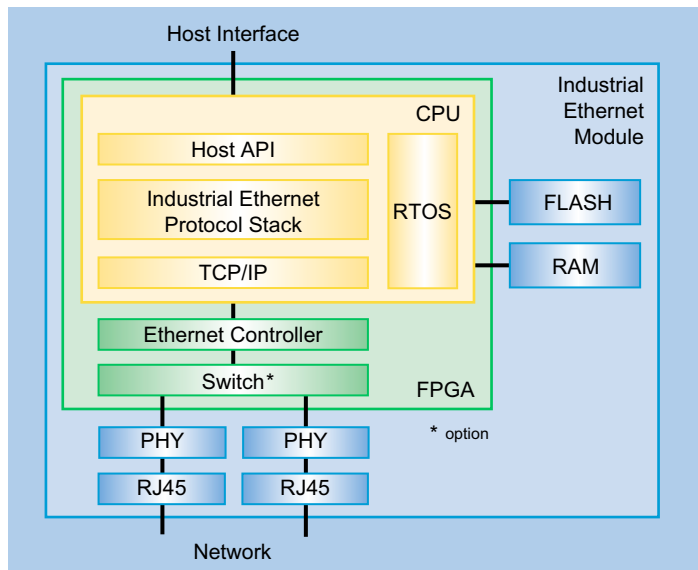 Host Interface
Industrial
Ethernet
Module
CPU
Host API
Industrial Ethernet
Protocol Stack
RTOS
TCP/IP
FLASH
RAM
Ethernet Controller
Switch*
FPGA
* option
PHY
PHY
RJ45
RJ45
Network